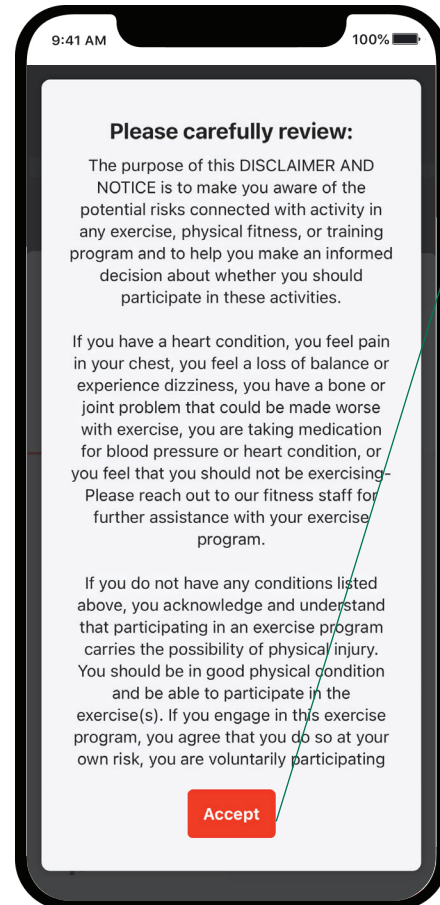 9:41 AM 100%
Please carefully review:
The purpose of this DISCLAIMER AND
NOTICE is to make you aware of the
potential risks connected with activity in
any exercise, physical fitness, or training
program and to help you make an informed
decision about whether you should
participate in these activities.
If you have a heart condition, you feel pain
in your chest, you feel a loss of balance or
experience dizziness, you have a bone or
joint problem that could be made worse
with exercise, you are taking medication
for blood pressure or heart condition, or
you feel that you should not be exercising-
Please reach out to our fitness staff for
further assistance with your exercise
program.
If you do not have any conditions listed
above, you acknowledge and understand
that participating in an exercise program
carries the possibility of physical injury.
You should be in good physical condition
and be able to participate in the
exercise(s). If you engage in this exercise
program, you agree that you do so at your
own risk, you are voluntarily participating
Accept